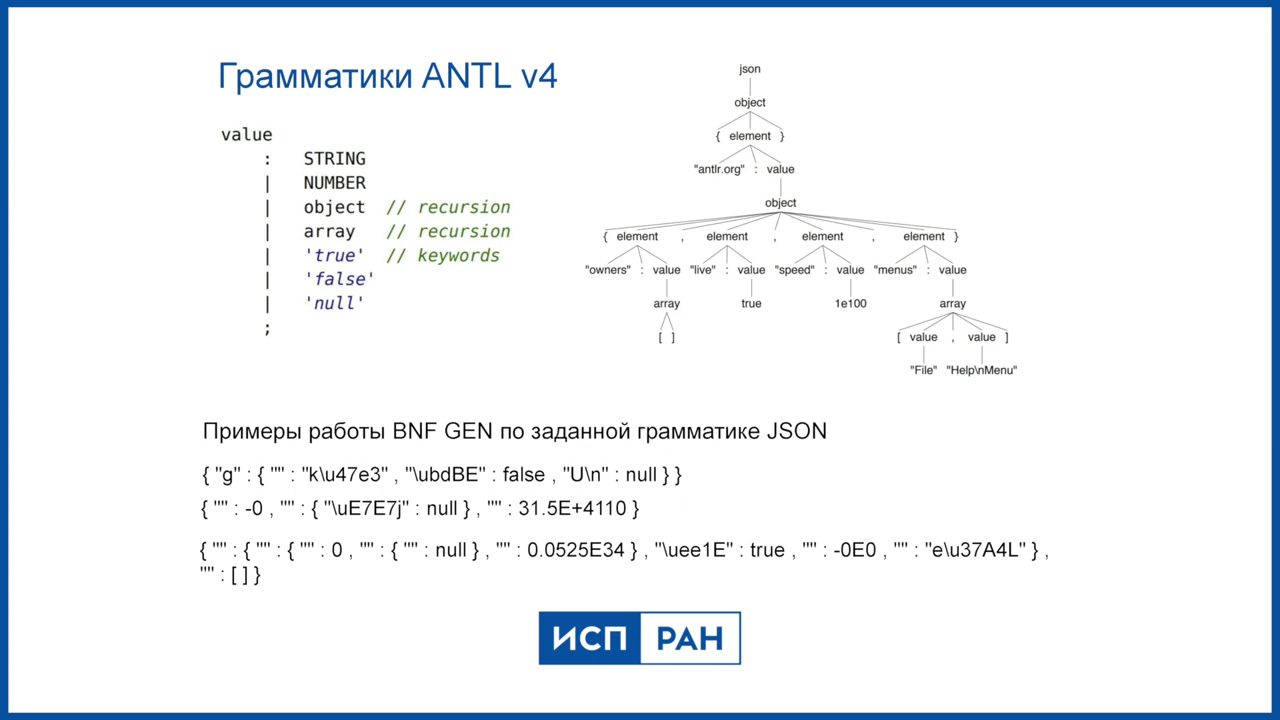 Грамматики ANTL v4
value
: STRING
| NUMBER
| object // recursion
| array // recursion
| 'true' // keywords
| 'false'
| 'null'
;
json
object
{ element }
"antlr.org" : value
object
{ element , element , element , element }
"owners" : value "live" : value "speed" : value "menus" : value
array true 1e100 array
[ ] [ value , value ]
"File" "Help\nMenu"
Примеры работы BNF GEN по заданной грамматике JSON
{ "g" : { "" : "k\u47e3" , "\ubdBE" : false , "U\n" : null } }
{ "" : -0 , "" : { "\uE7E7j" : null } , "" : 31.5E+4110 }
{ "" : { "" : { "" : 0 , "" : { "" : null } , "" : 0.0525E34 } , "\uee1E" : true , "" : -0E0 , "" : "e\u37A4L" } ,
"" : [ ] }
ИСП РАН